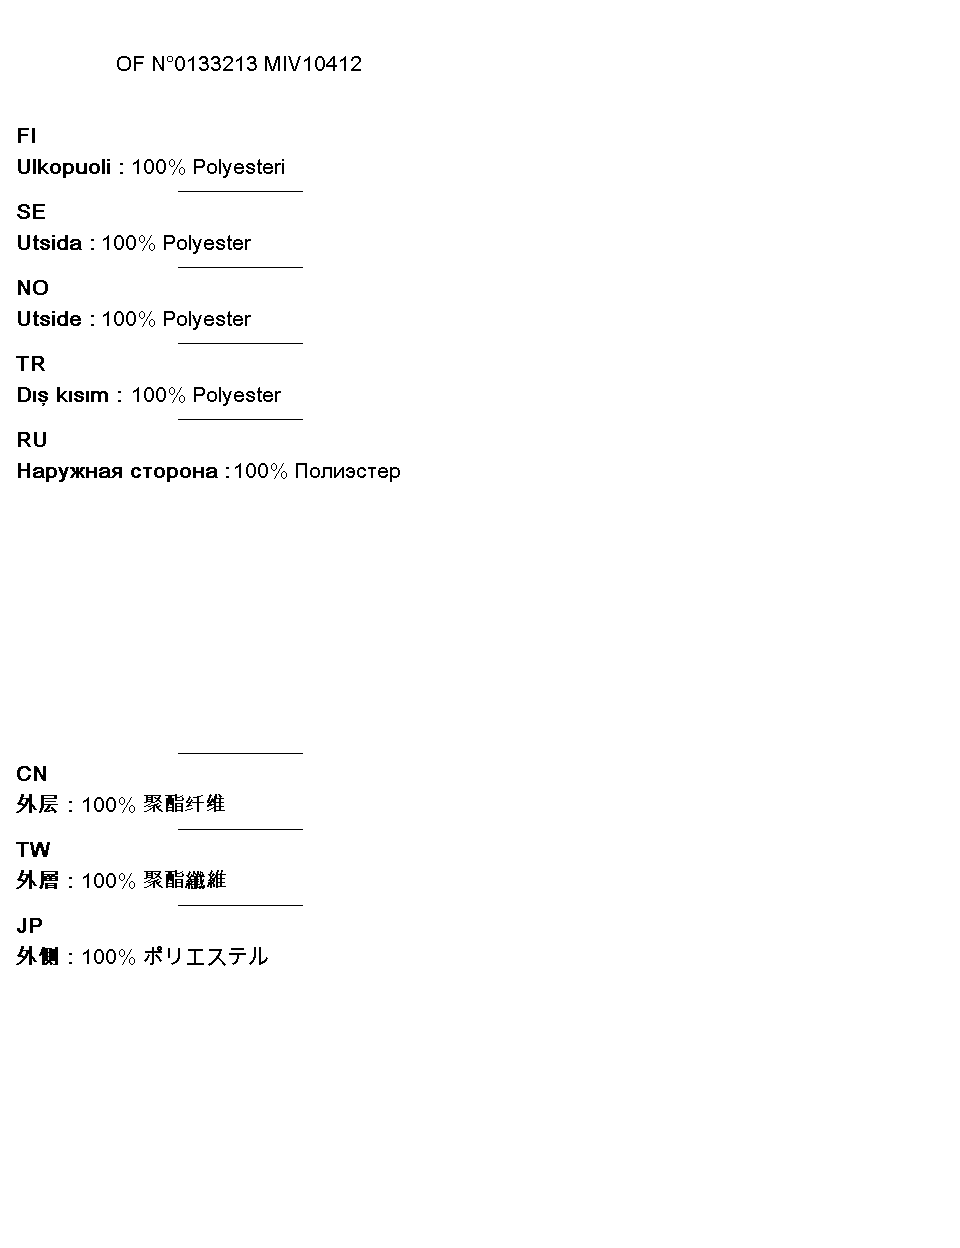 OF N°0133213 MIV10412
FI
Ulkopuoli : 100% Polyesteri
SE
Utsida : 100% Polyester
NO
Utside : 100% Polyester
TR
Dış kısım : 100% Polyester
RU
Наружная сторона :100% Полиэстер
CN
外层 : 100% 聚酯纤维
TW
外層 : 100% 聚酯纖維
JP
外側 : 100% ポリエステル